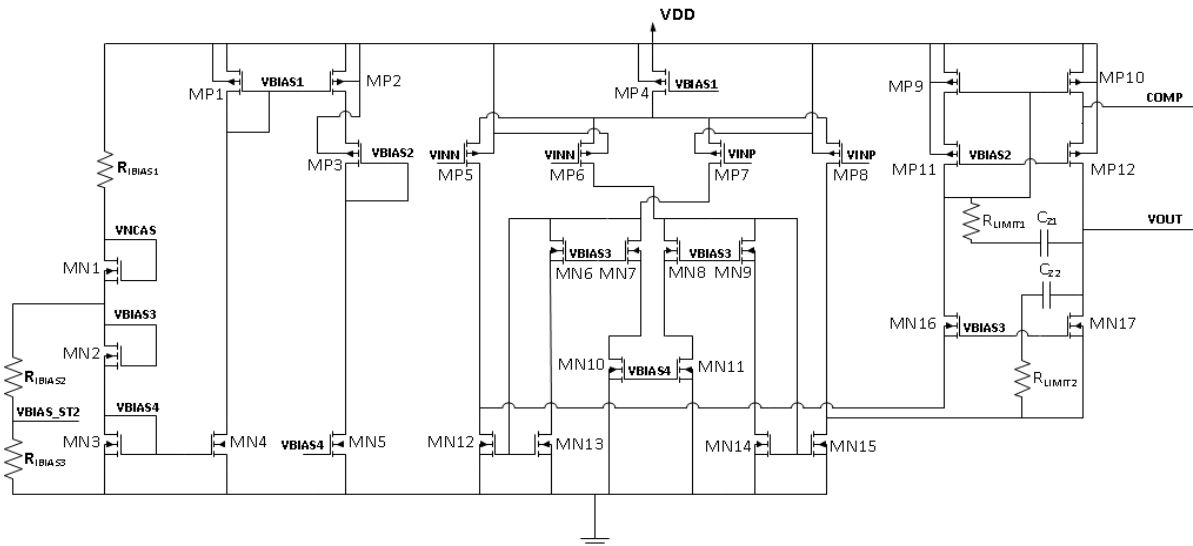 VDD
MP1
VBIAS1
MP2
MP4
VBIAS1
MP9
MP10
COMP
RIBIAS1
MP3
VBIAS2
VINN
MP5
VINN
MP6
VINP
MP7
VINP
MP8
MP11
VBIAS2
MP12
VNCAS
MN1
RLIMIT1
CZ1
VOUT
VBIAS3
MN6
MN7
VBIAS3
MN8
MN9
CZ2
VBIAS3
MN2
MN16
VBIAS3
MN17
RIBIAS2
MN10
VBIAS4
MN11
RLIMIT2
VBIAS_ST2
VBIAS4
MN3
MN4
VBIAS4
MN5
MN12
MN13
MN14
MN15
RIBIAS3